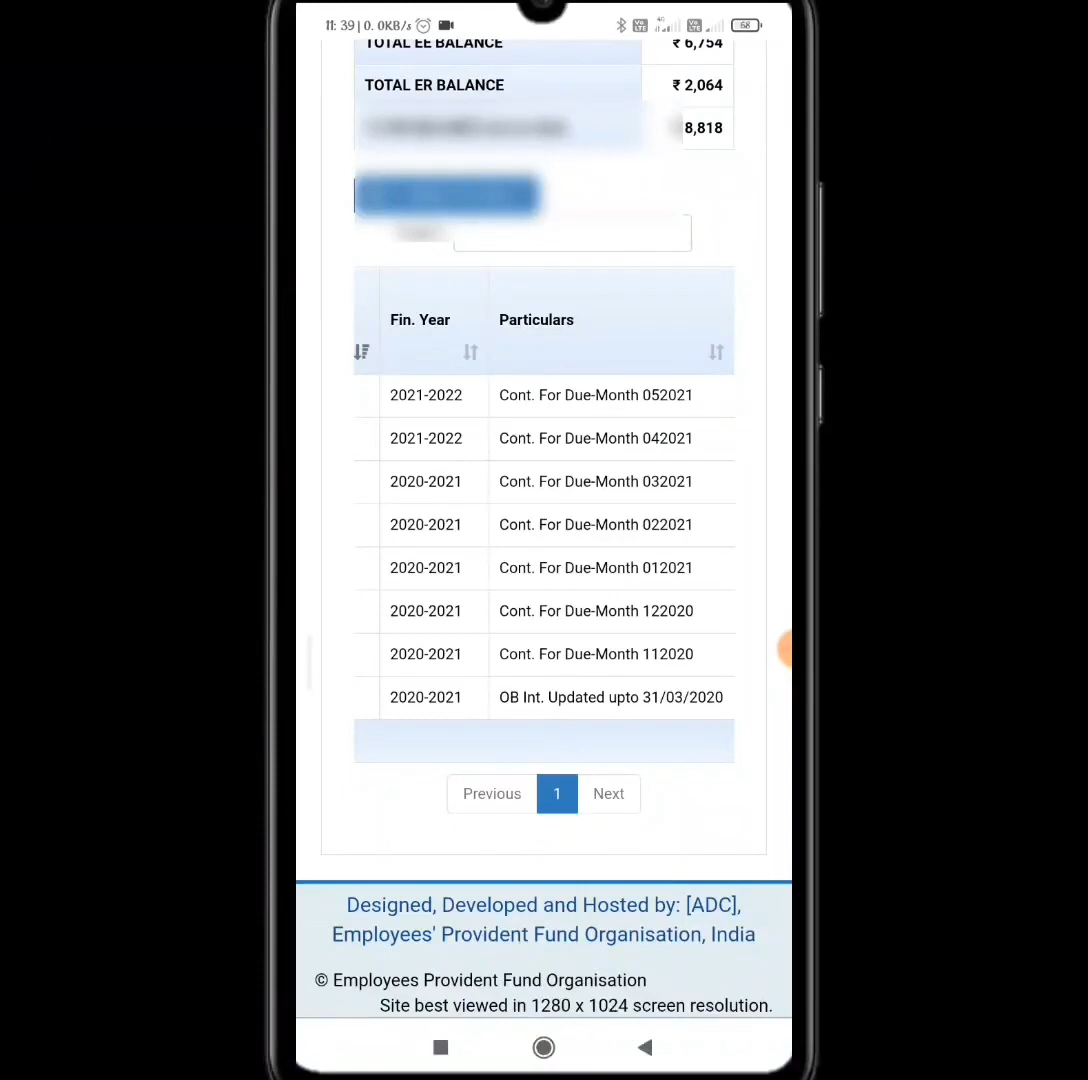 11: 39 | 0. 0KB/s
4G
68
TOTAL EE BALANCE ₹ 6,754
TOTAL ER BALANCE ₹ 2,064
8,818
Fin. Year Particulars
2021-2022 Cont. For Due-Month 052021
2021-2022 Cont. For Due-Month 042021
2020-2021 Cont. For Due-Month 032021
2020-2021 Cont. For Due-Month 022021
2020-2021 Cont. For Due-Month 012021
2020-2021 Cont. For Due-Month 122020
2020-2021 Cont. For Due-Month 112020
2020-2021 OB Int. Updated upto 31/03/2020
Previous 1 Next
Designed, Developed and Hosted by: [ADC],
Employees' Provident Fund Organisation, India
© Employees Provident Fund Organisation
Site best viewed in 1280 x 1024 screen resolution.